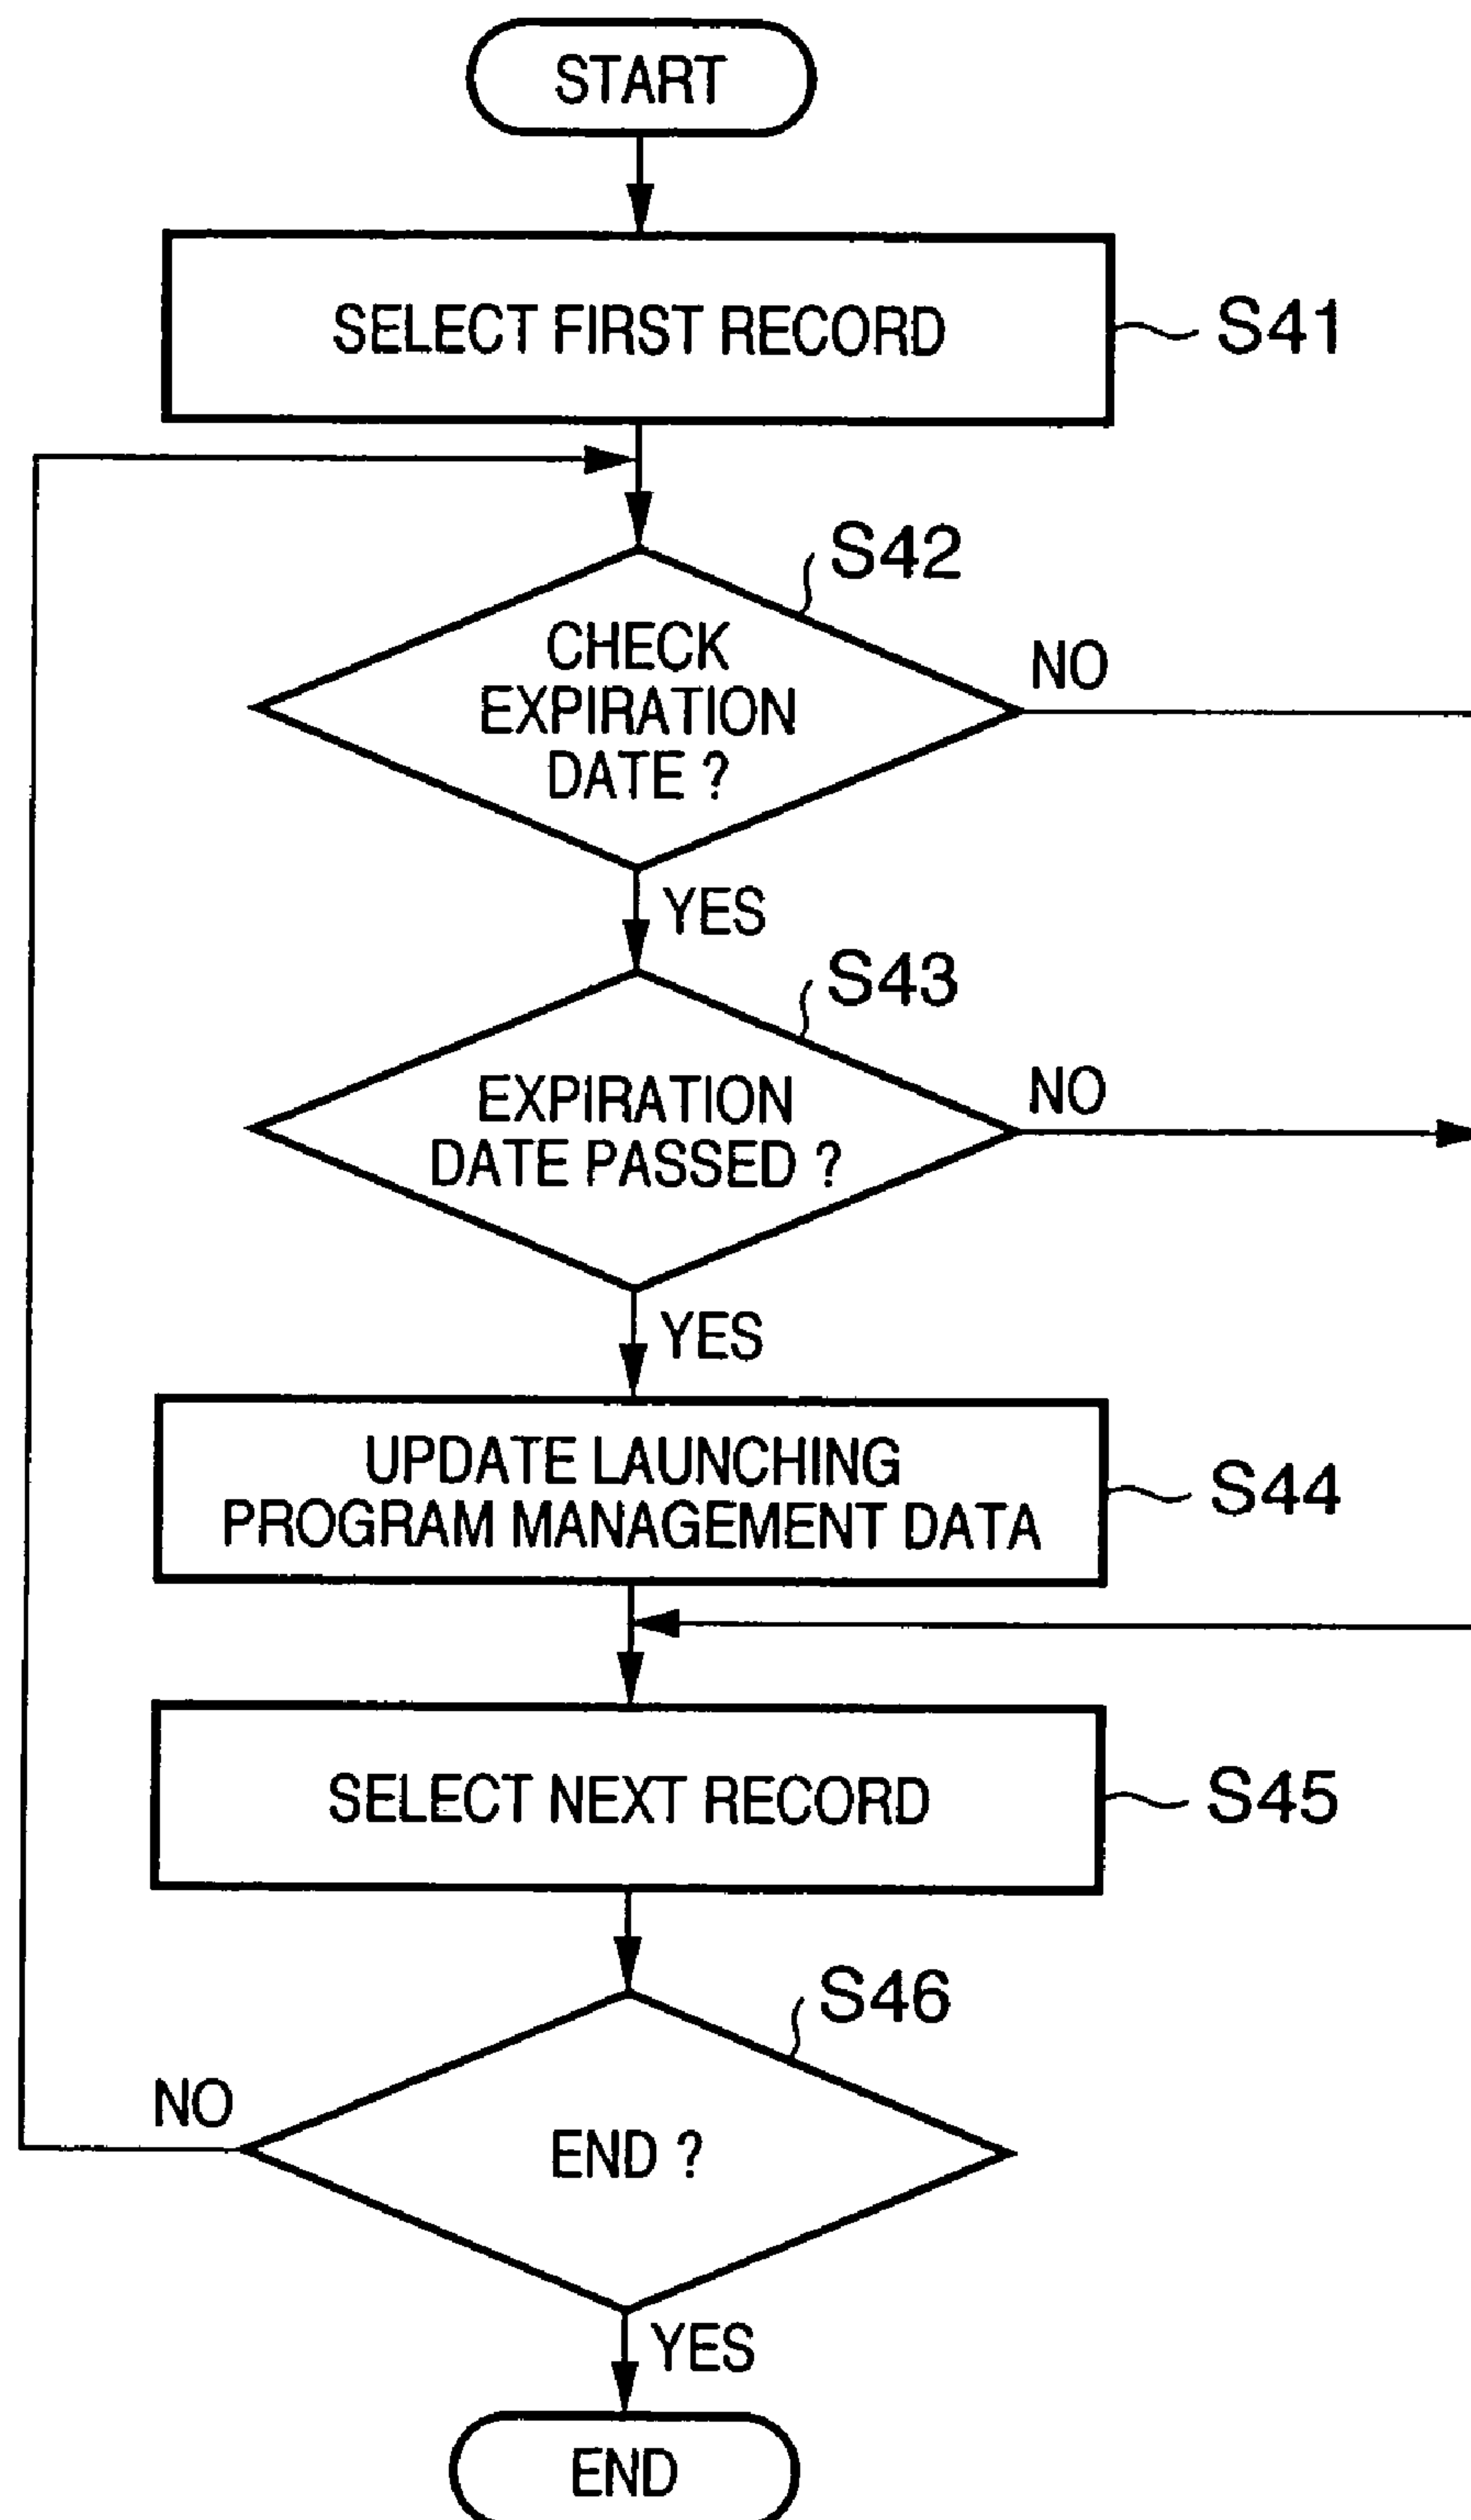 START
SELECT FIRST RECORD
S41
S42
CHECK
EXPIRATION
DATE ?
NO
YES
S43
EXPIRATION
DATE PASSED ?
NO
YES
UPDATE LAUNCHING
PROGRAM MANAGEMENT DATA
S44
SELECT NEXT RECORD
S45
S46
NO
END ?
YES
END